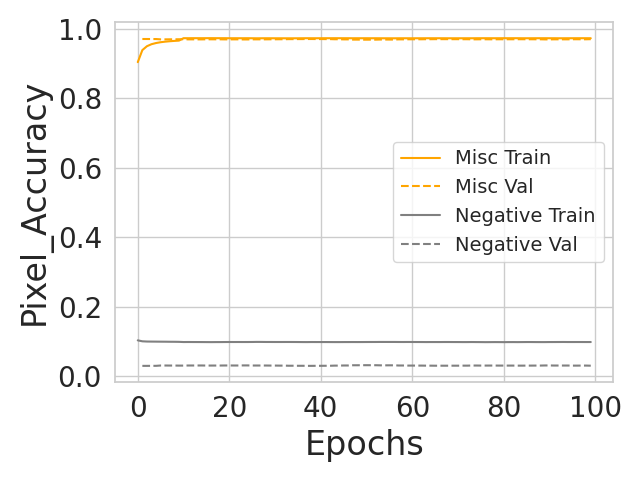 1.0
0.8
0.6
0.4
0.2
0.0
Pixel_Accuracy
Misc Train
Misc Val
Negative Train
Negative Val
0 20 40 60 80 100
Epochs